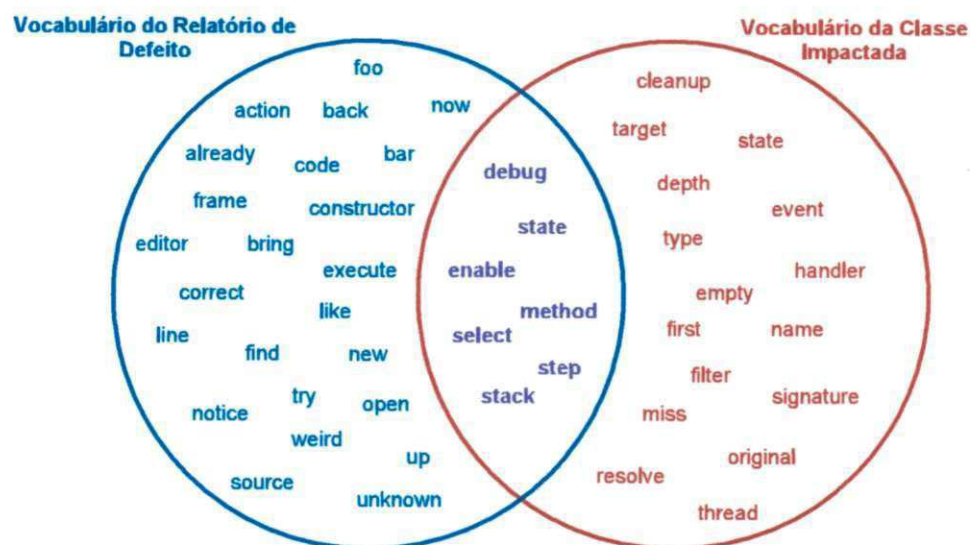 Vocabulário do Relatório de
Defeito
Vocabulário da Classe
Impactada
foo
action
back
now
already
code
bar
frame
constructor
editor
bring
execute
correct
like
line
find
new
try
open
notice
weird
up
source
unknown
debug
state
enable
method
select
step
stack
cleanup
target
state
depth
event
type
handler
empty
first
name
filter
signature
miss
original
resolve
thread